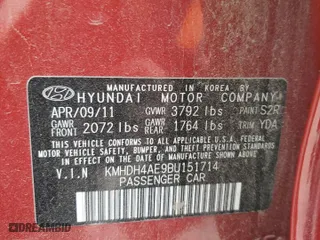 MANUFACTURED BY
HYUNDAI MOTOR COMPANY
APR/09/11 GVWR 3792 lbs PAINT S2R
GAWR FRONT 2072 lbs GAWR REAR 1764 lbs TRIM YDA
THIS VEHICLE CONFORMS TO ALL APPLICABLE U.S.A.
FEDERAL MOTOR VEHICLE SAFETY, BUMPER, AND THEFT
PREVENTION STANDARDS IN EFFECT ON THE DATE OF
MANUFACTURE SHOWN ABOVE.
V.I.N KMHDH4AE9BU151714
PASSENGER CAR